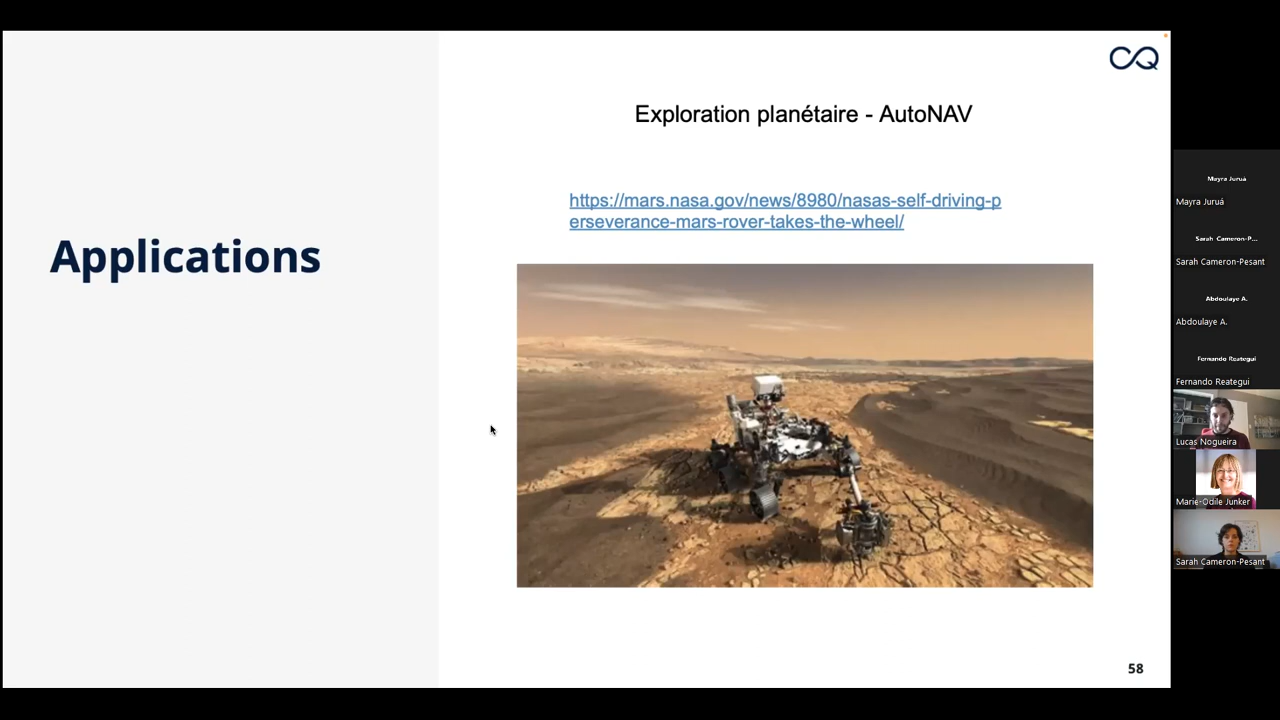 CQ
Exploration planétaire - AutoNAV
https://mars.nasa.gov/news/8980/nasas-self-driving-p
erseverance-mars-rover-takes-the-wheel/
Applications
58
Mayra Juruá
Mayra Juruá
Sarah Cameron-P...
Sarah Cameron-Pesant
Abdoulaye A.
Abdoulaye A.
Fernando Reategui
Fernando Reategui
Lucas Nogueira
Marie-Odile Junker
Sarah Cameron-Pesant